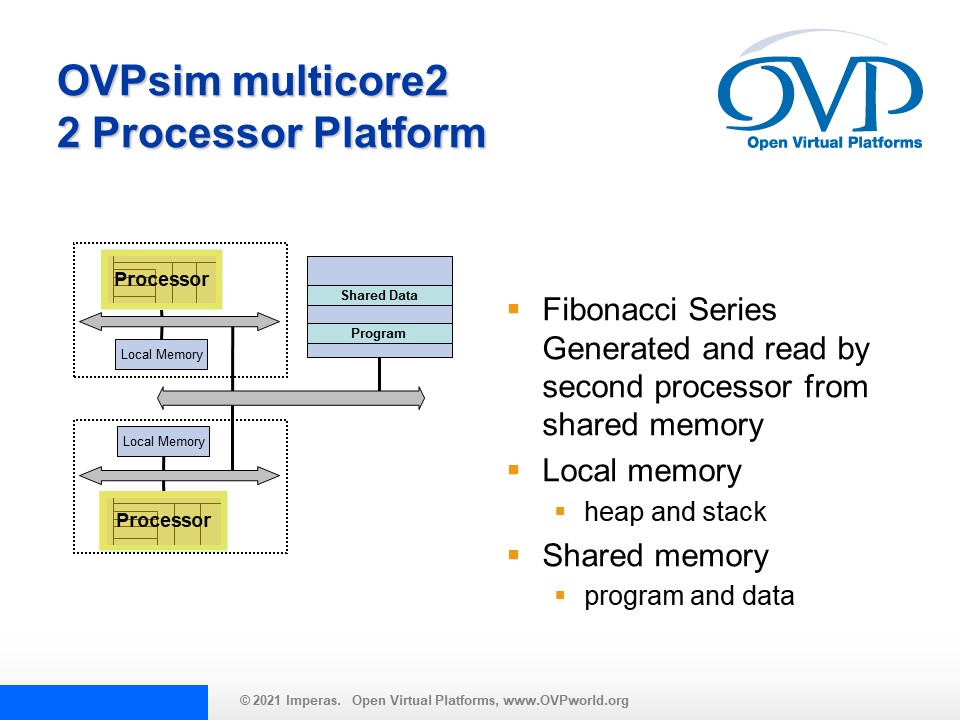 OVPsim multicore2
2 Processor Platform
OVP
Open Virtual Platforms
Processor
Local Memory
Shared Data
Program
Local Memory
Processor
Fibonacci Series
Generated and read by
second processor from
shared memory
Local memory
heap and stack
Shared memory
program and data
© 2021 Imperas. Open Virtual Platforms, www.OVPworld.org